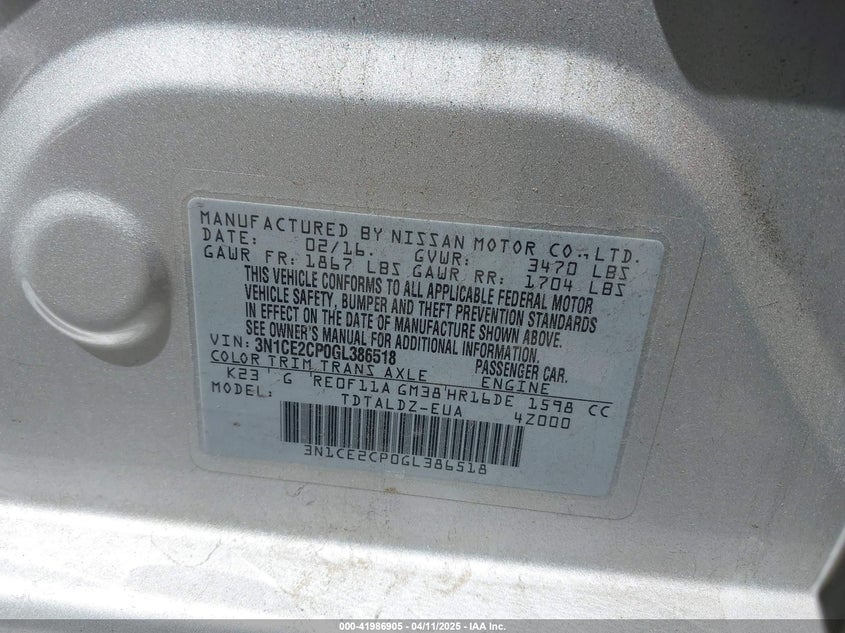 MANUFACTURED BY NISSAN MOTOR CO., LTD.
DATE: 02/16. GVWR: 3470 LBS
GAWR FR: 1867 LBS GAWR RR: 1704 LBS
THIS VEHICLE CONFORMS TO ALL APPLICABLE FEDERAL MOTOR
VEHICLE SAFETY, BUMPER AND THEFT PREVENTION STANDARDS
IN EFFECT ON THE DATE OF MANUFACTURE SHOWN ABOVE.
SEE OWNER'S MANUAL FOR ADDITIONAL INFORMATION.
VIN: 3N1CE2CP0GL386518 PASSENGER CAR.
COLOR TRIM TRANS AXLE ENGINE
K23 ' G 'RE0F11A GM38'HR16DE 1598 CC
MODEL: TDTALDZ-EUA 4Z000
3N1CE2CP0GL386518
000-41986905 - 04/11/2025 - IAA Inc.